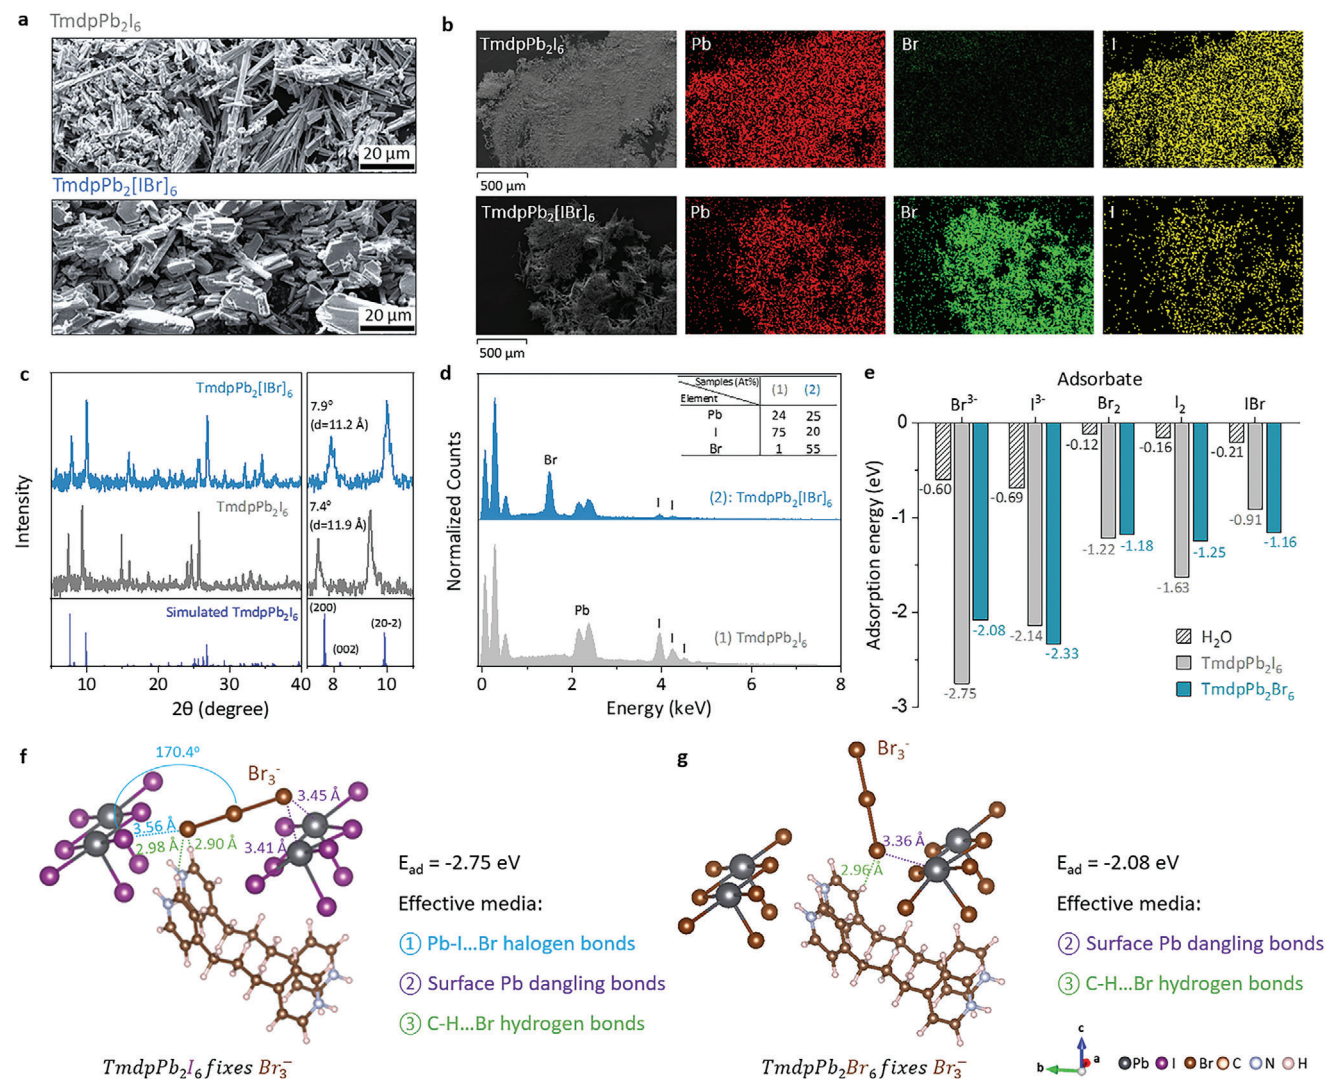 a TmdpPb₂I₆
20 µm
TmdpPb₂[IBr]₆
20 µm
b
TmdpPb₂I₆ Pb Br I
500 µm
TmdpPb₂[IBr]₆ Pb Br I
500 µm
c
TmdpPb₂[IBr]₆
7.9°
(d=11.2 Å)
TmdpPb₂I₆
7.4°
(d=11.9 Å)
Simulated TmdpPb₂I₆
(200)
(002)
(20-2)
Intensity
10 20 30 40 8 10
2θ (degree)
d
Samples (At%) (1) (2)
Element
Pb 24 25
I 75 20
Br 1 55
Br
I I
(2): TmdpPb₂[IBr]₆
Pb
I
I
I
(1) TmdpPb₂I₆
Normalized Counts
0 2 4 6 8
Energy (keV)
e
Adsorbate
Br³⁻ I³⁻ Br₂ I₂ IBr
0
-1
-2
-3
Adsorption energy (eV)
-0.60
-2.75
-2.08
-0.69
-2.14
-2.33
-0.12
-1.22
-1.18
-0.16
-1.63
-1.25
-0.21
-0.91
-1.16
H₂O
TmdpPb₂I₆
TmdpPb₂Br₆
f
170.4°
Br₃⁻
3.45 Å
3.56 Å
2.98 Å
2.90 Å
3.41 Å
E_ad = -2.75 eV
Effective media:
① Pb-I...Br halogen bonds
② Surface Pb dangling bonds
③ C-H...Br hydrogen bonds
TmdpPb₂I₆ fixes Br₃⁻
g
Br₃⁻
3.36 Å
2.96 Å
E_ad = -2.08 eV
Effective media:
② Surface Pb dangling bonds
③ C-H...Br hydrogen bonds
TmdpPb₂Br₆ fixes Br₃⁻
c
b
a
Pb I Br C N H